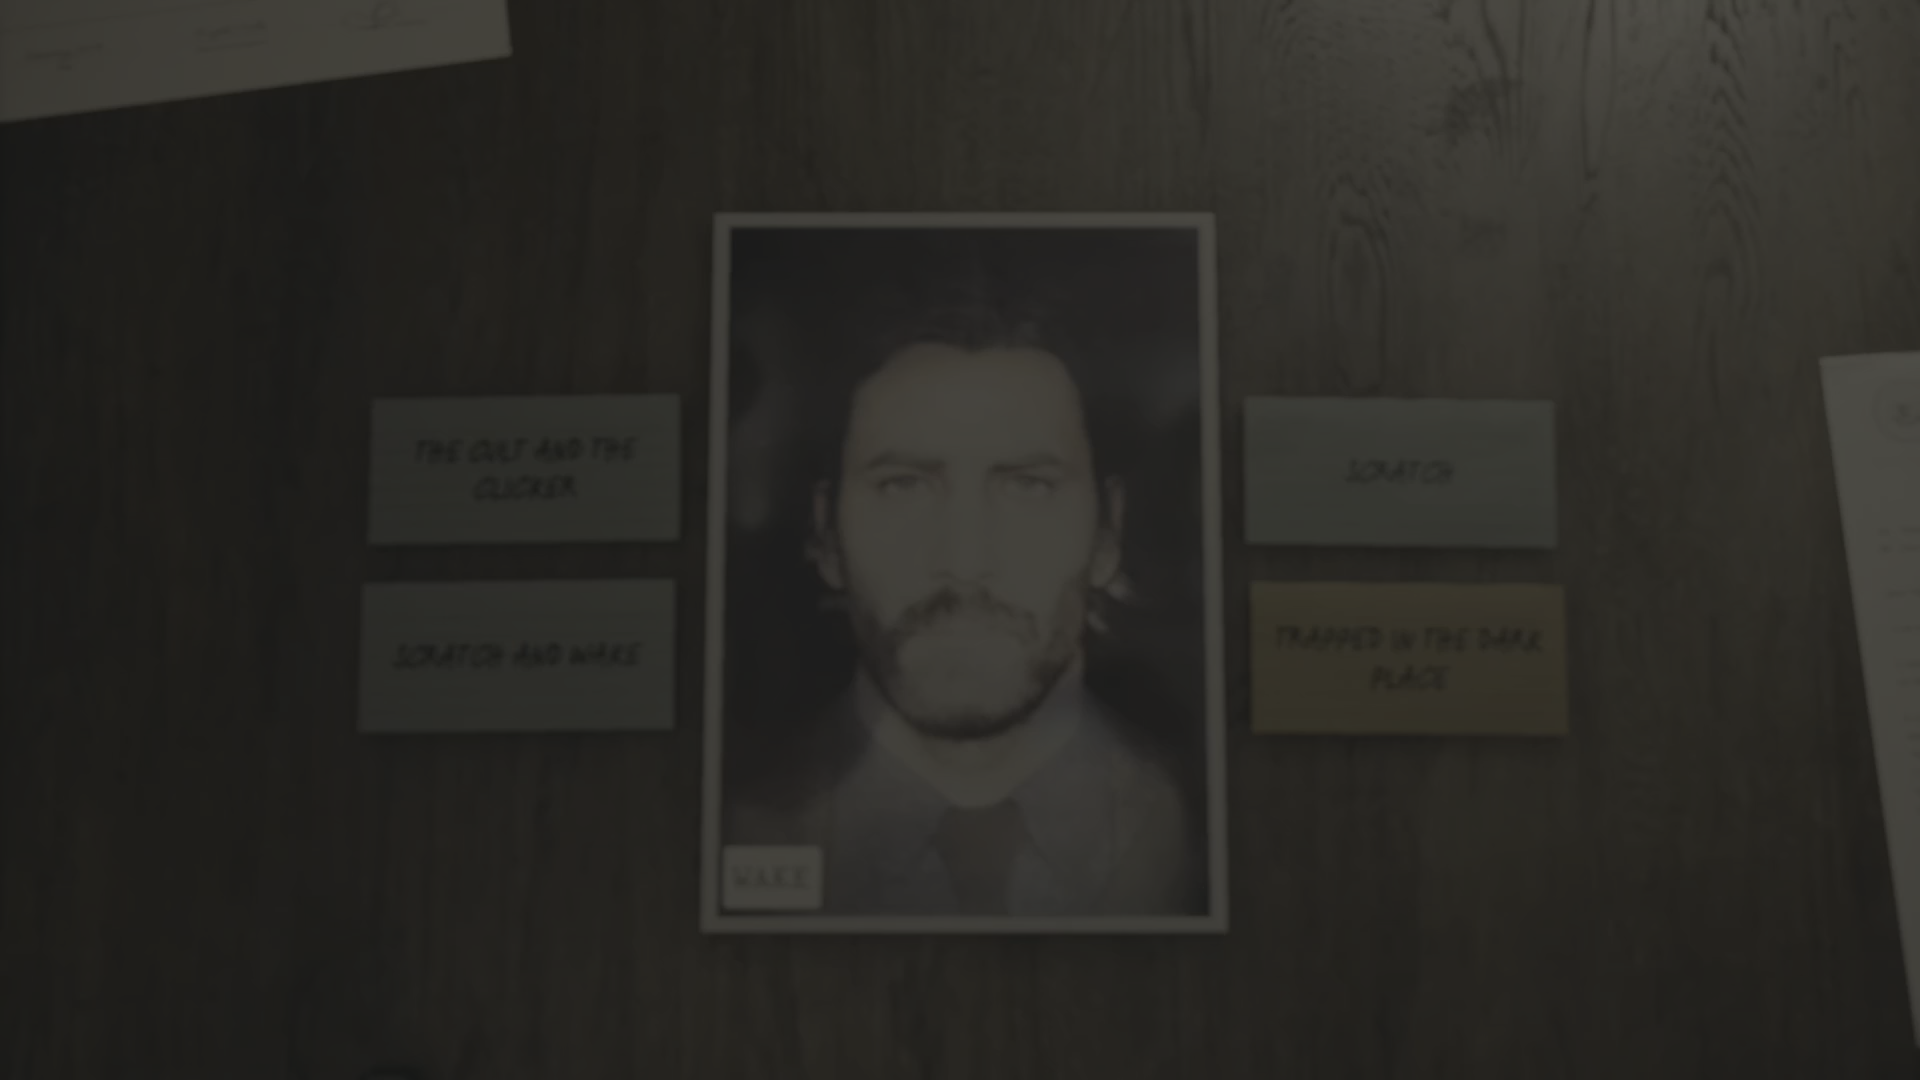 THE CULT AND THE
CLICKER
SCRATCH AND WAKE
WAKE
SCRATCH
TRAPPED IN THE DARK
PLACE